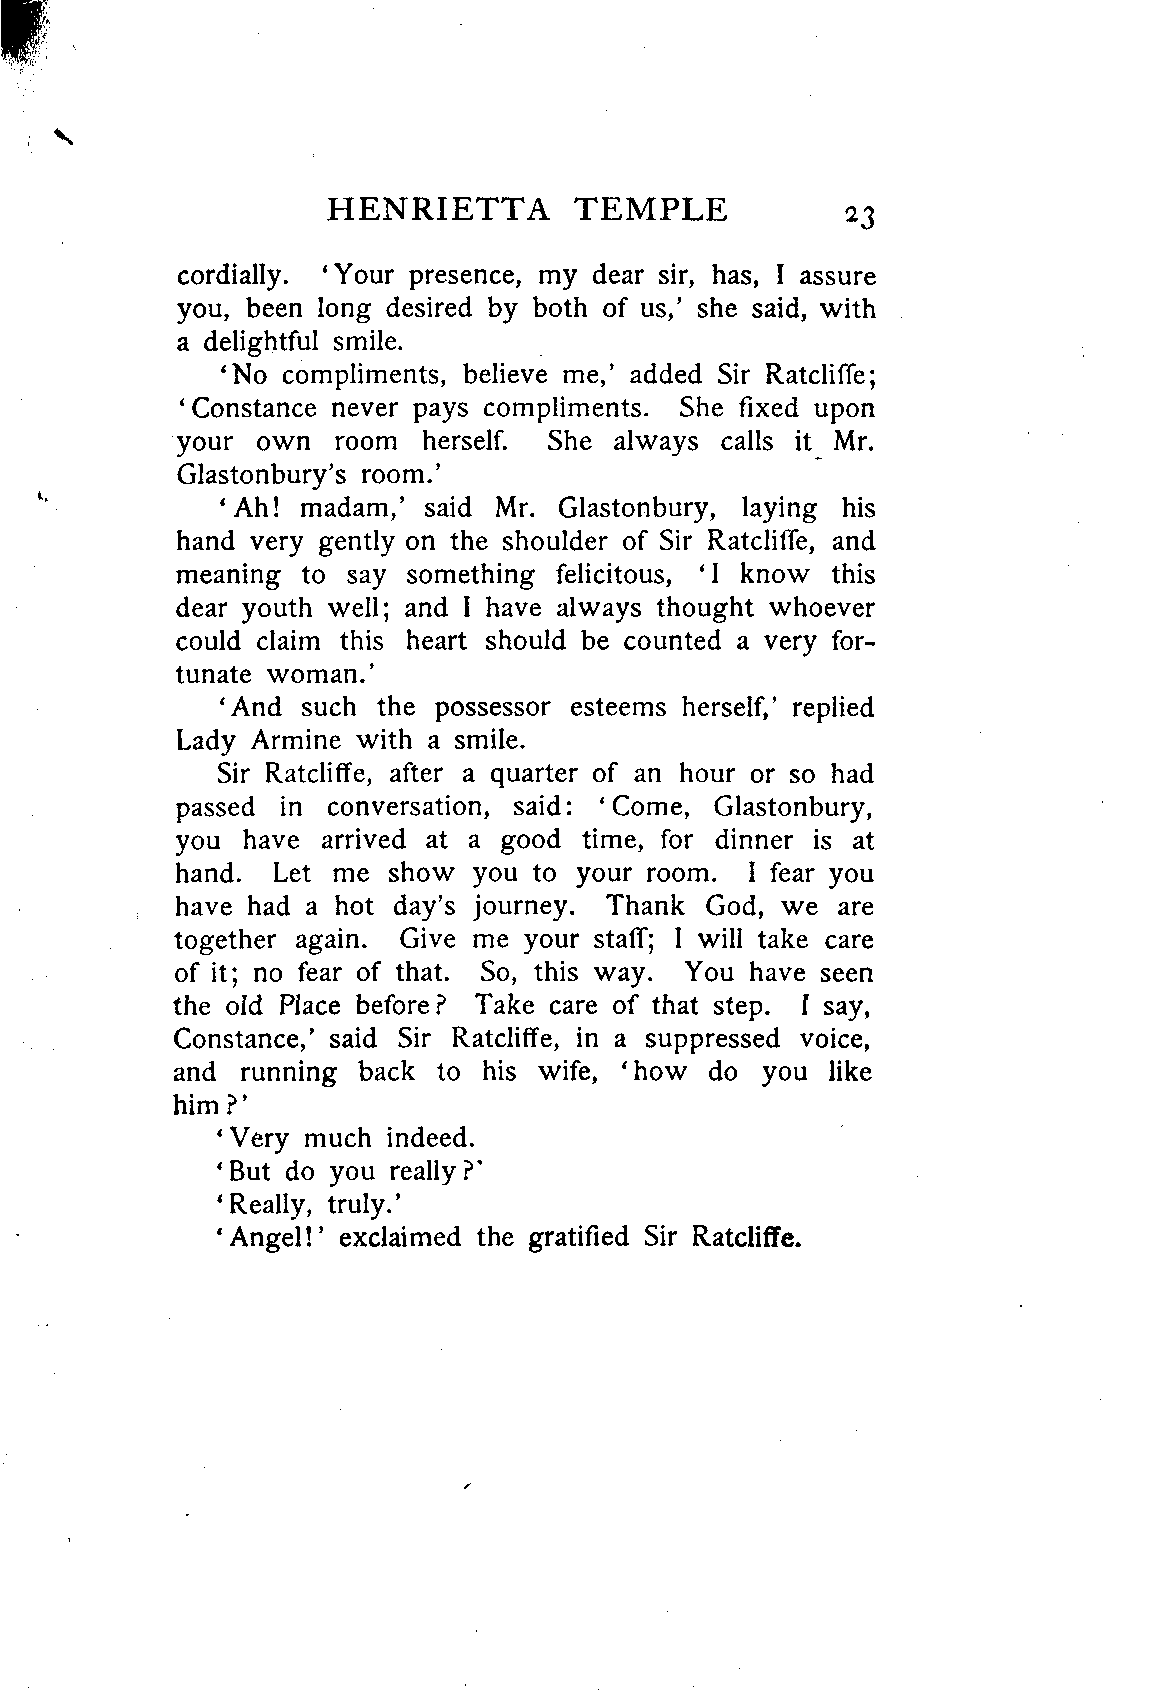 HENRIETTA TEMPLE 23
cordially. ‘Your presence, my dear sir, has, I assure
you, been long desired by both of us,’ she said, with
a delightful smile.
‘No compliments, believe me,’ added Sir Ratcliffe;
‘Constance never pays compliments. She fixed upon
your own room herself. She always calls it Mr.
Glastonbury’s room.’
‘Ah! madam,’ said Mr. Glastonbury, laying his
hand very gently on the shoulder of Sir Ratcliffe, and
meaning to say something felicitous, ‘I know this
dear youth well; and I have always thought whoever
could claim this heart should be counted a very for-
tunate woman.’
‘And such the possessor esteems herself,’ replied
Lady Armine with a smile.
Sir Ratcliffe, after a quarter of an hour or so had
passed in conversation, said: ‘Come, Glastonbury,
you have arrived at a good time, for dinner is at
hand. Let me show you to your room. I fear you
have had a hot day’s journey. Thank God, we are
together again. Give me your staff; I will take care
of it; no fear of that. So, this way. You have seen
the old Place before? Take care of that step. I say,
Constance,’ said Sir Ratcliffe, in a suppressed voice,
and running back to his wife, ‘how do you like
him?’
‘Very much indeed.
‘But do you really?’
‘Really, truly.’
‘Angel!’ exclaimed the gratified Sir Ratcliffe.